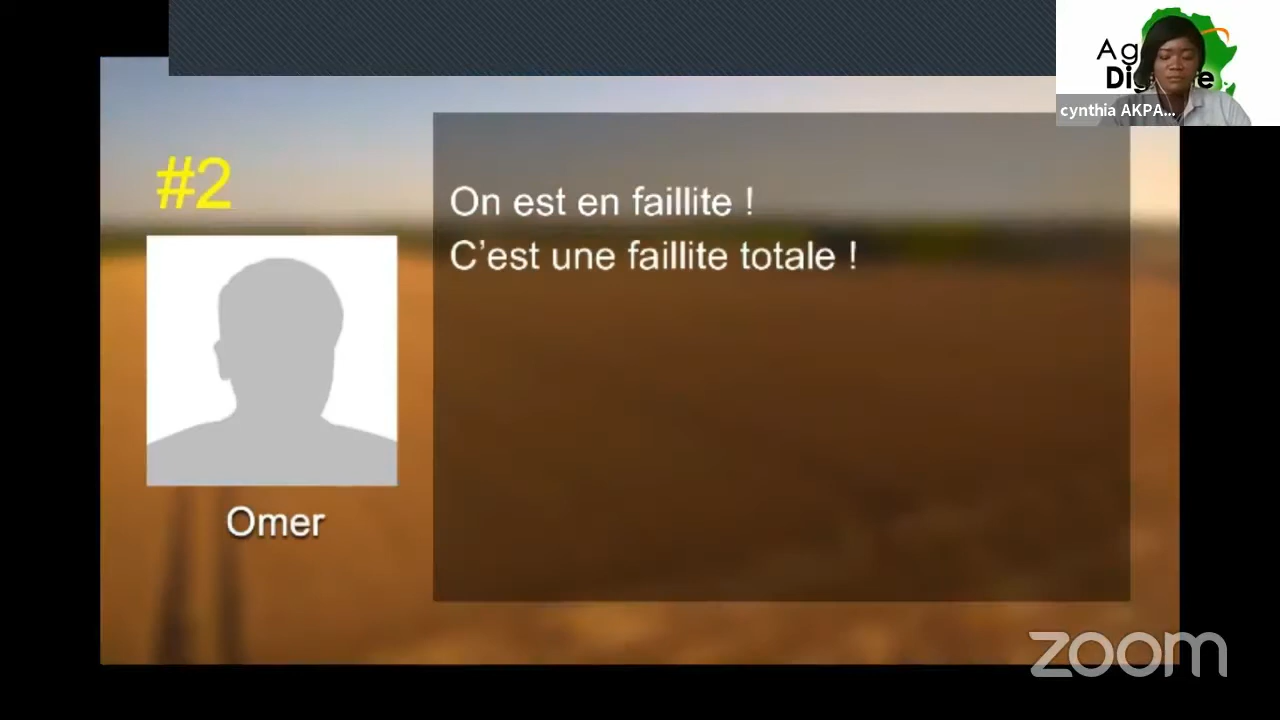 #2
On est en faillite !
C’est une faillite totale !
Omer
cynthia AKPA...
zoom